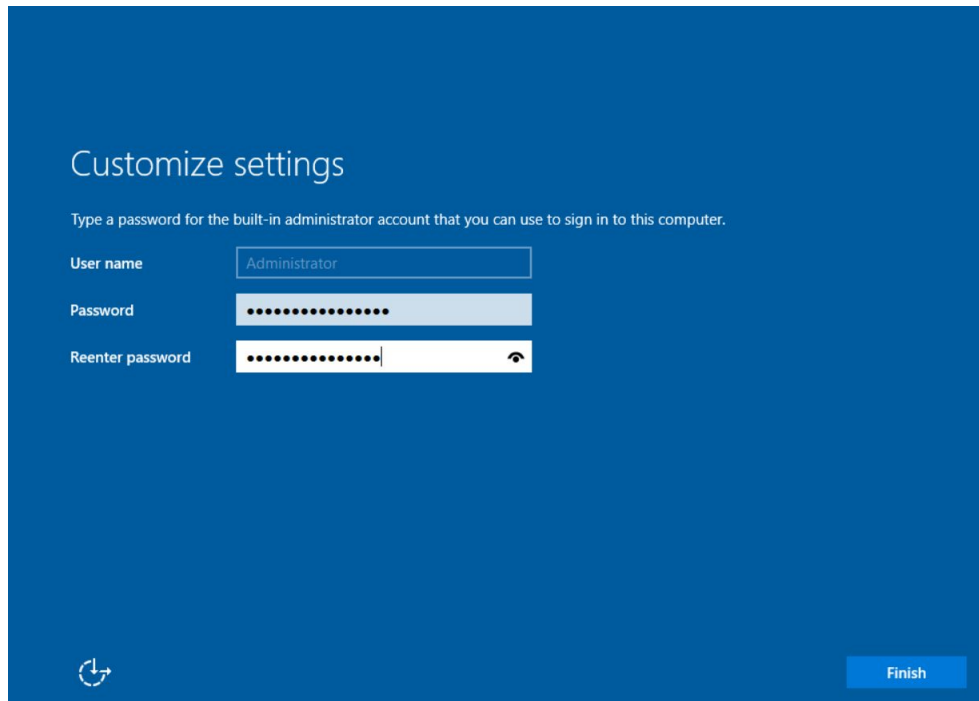 Customize settings
Type a password for the built-in administrator account that you can use to sign in to this computer.
User name Administrator
Password ••••••••••••••••
Reenter password •••••••••••••••
Finish